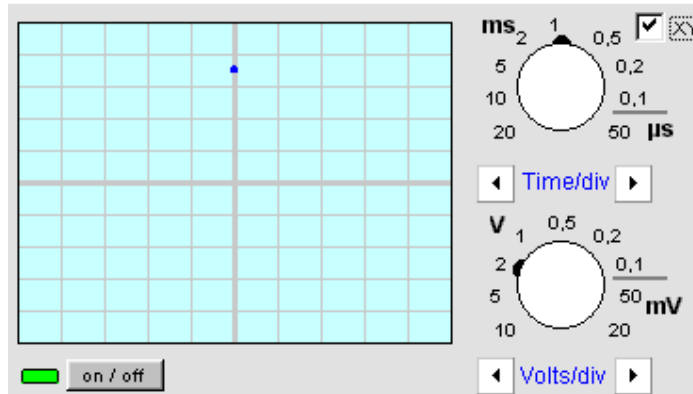 ms 2 1 0,5 XY
5 0,2
10 0,1
20 50 µs
Time/div
V 1 0,5 0,2
2 0,1
5 50 mV
10 20
on / off
Volts/div